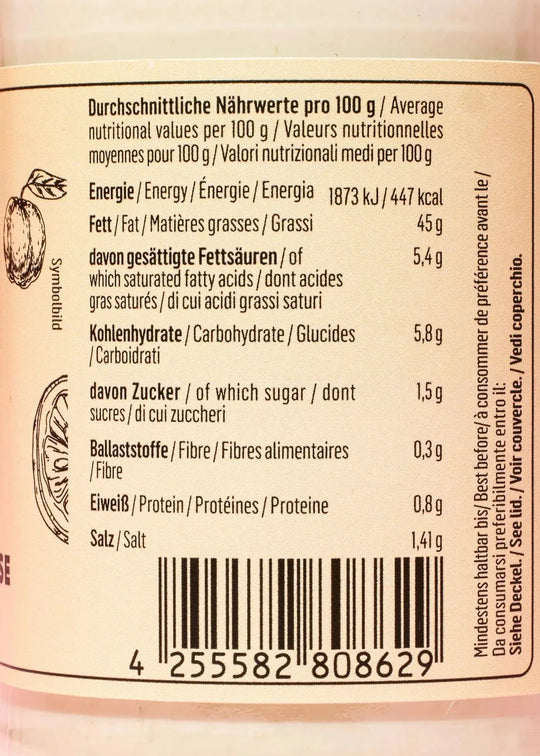 Durchschnittliche Nährwerte pro 100 g / Average
nutritional values per 100 g / Valeurs nutritionnelles
moyennes pour 100 g / Valori nutrizionali medi per 100 g
Energie / Energy / Énergie / Energia 1873 kJ / 447 kcal
Fett / Fat / Matières grasses / Grassi 45 g
davon gesättigte Fettsäuren / of 5,4 g
which saturated fatty acids / dont acides
gras saturés / di cui acidi grassi saturi
Kohlenhydrate / Carbohydrate / Glucides 5,8 g
/ Carboidrati
davon Zucker / of which sugar / dont 1,5 g
sucres / di cui zuccheri
Ballaststoffe / Fibre / Fibres alimentaires 0,3 g
/ Fibre
Eiweiß / Protein / Protéines / Proteine 0,8 g
Salz / Salt 1,41 g
4 255582 808629
Symbolbild
SE
Mindestens haltbar bis/ Best before/ à consommer de préférence avant le /
Da consumarsi preferibilmente entro il:
Siehe Deckel. / See lid. / Voir couvercle. / Vedi coperchio.